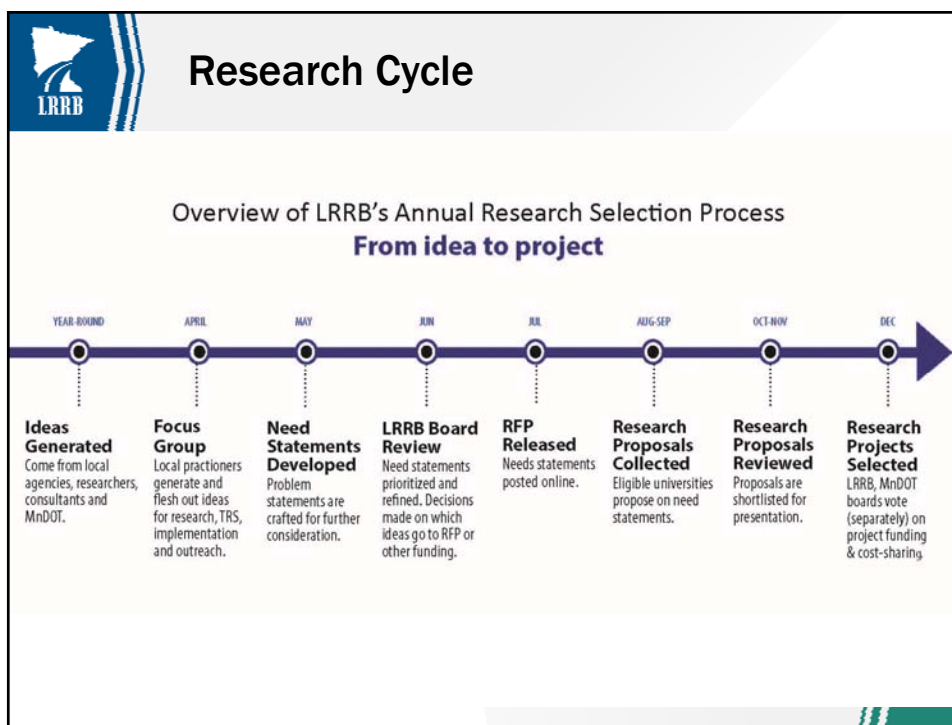 LRRB
Research Cycle
Overview of LRRB's Annual Research Selection Process
From idea to project
YEAR-ROUND
APRIL
MAY
JUN
JUL
AUG-SEP
OCT-NOV
DEC
Ideas
Generated
Come from local
agencies, researchers,
consultants and
MnDOT.
Focus
Group
Local practioners
generate and
flesh out ideas
for research, TRS,
implementation
and outreach.
Need
Statements
Developed
Problem
statements are
crafted for further
consideration.
LRRB Board
Review
Need statements
prioritized and
refined. Decisions
made on which
ideas go to RFP or
other funding.
RFP
Released
Needs statements
posted online.
Research
Proposals
Collected
Eligible universities
propose on need
statements.
Research
Proposals
Reviewed
Proposals are
shortlisted for
presentation.
Research
Projects
Selected
LRRB, MnDOT
boards vote
(separately) on
project funding
& cost-sharing.